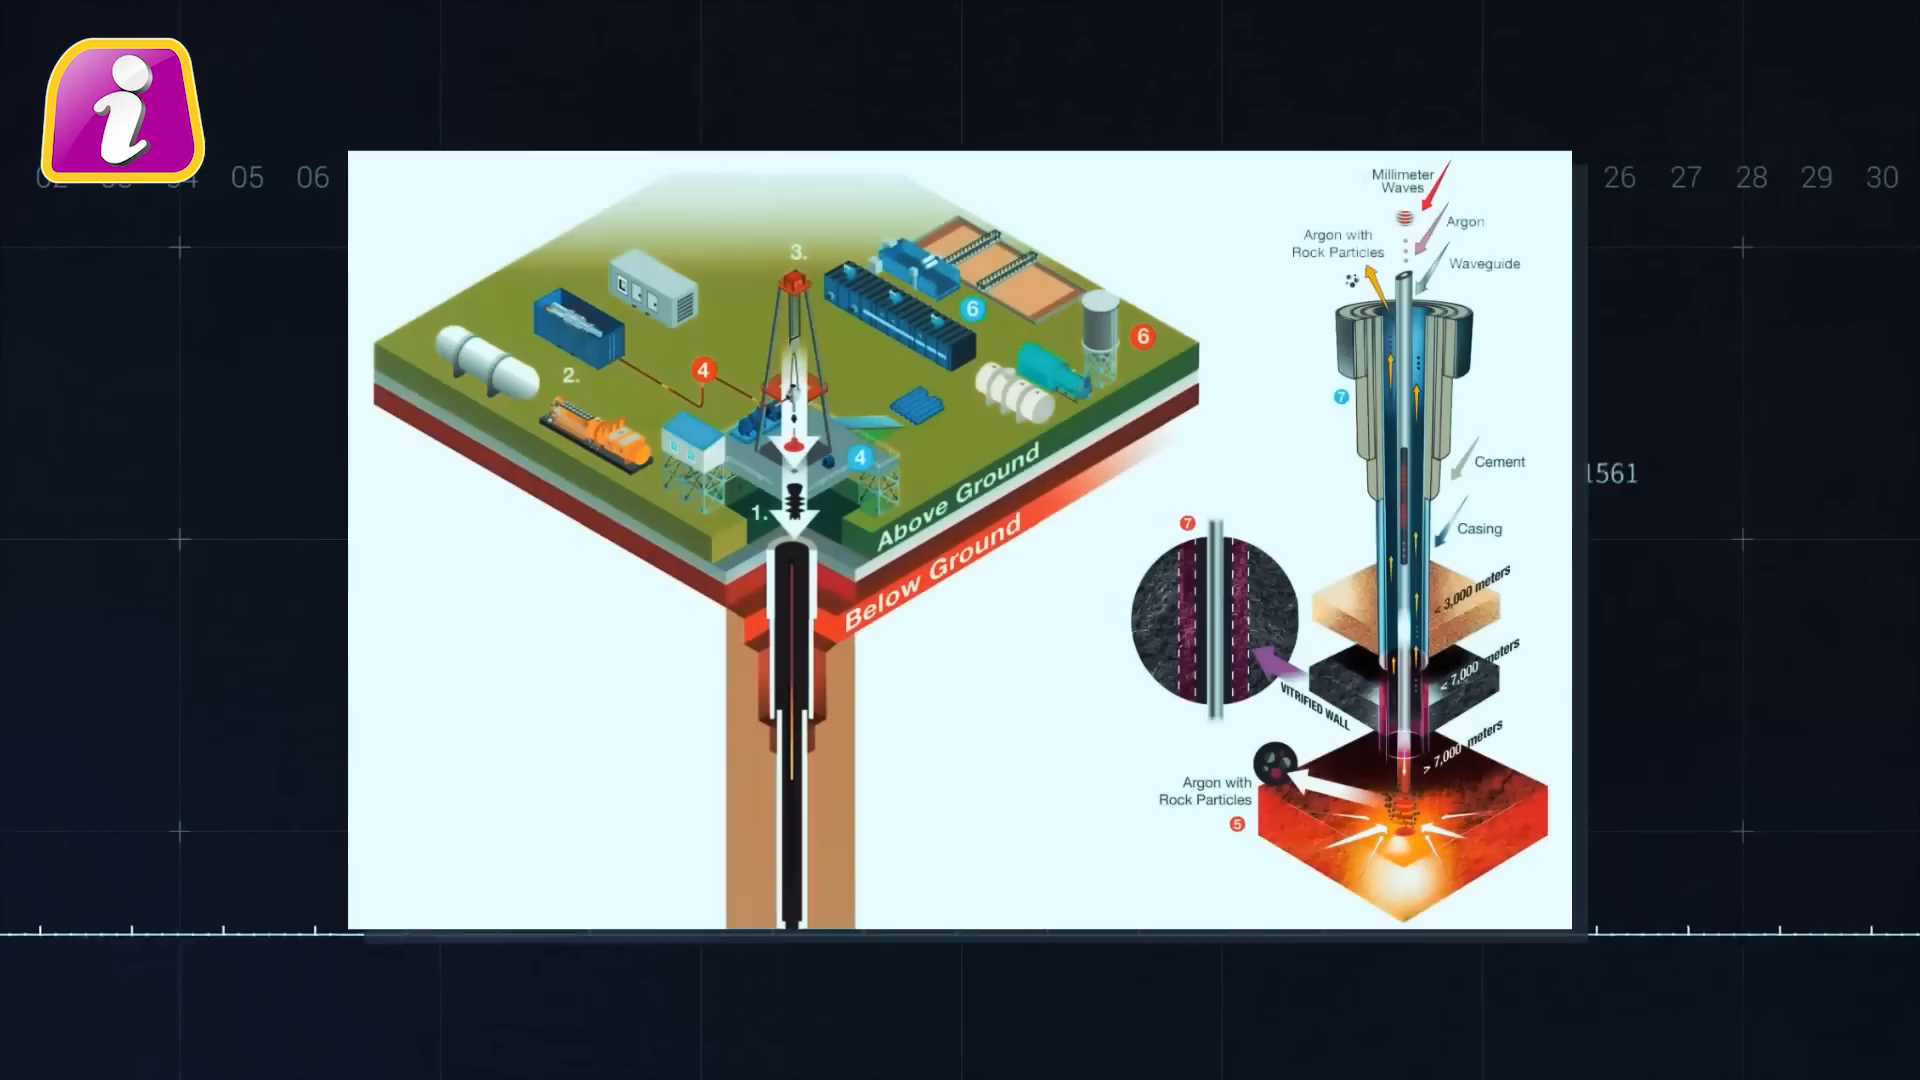 i
05 06
26 27 28 29 30
1561
3.
2.
4
6
6
4
1.
Above Ground
Below Ground
Millimeter
Waves
Argon
Argon with
Rock Particles
Waveguide
7
Cement
Casing
7
< 3,000 meters
< 7,000 meters
VITRIFIED WALL
> 7,000 meters
Argon with
Rock Particles
5